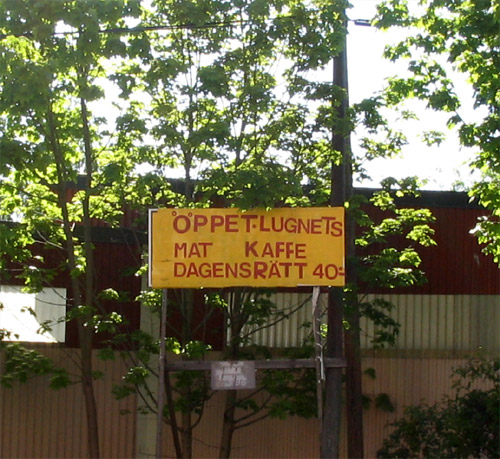 ÖPPET-LUGNETS
MAT KAFFE
DAGENSRÄTT 40:-